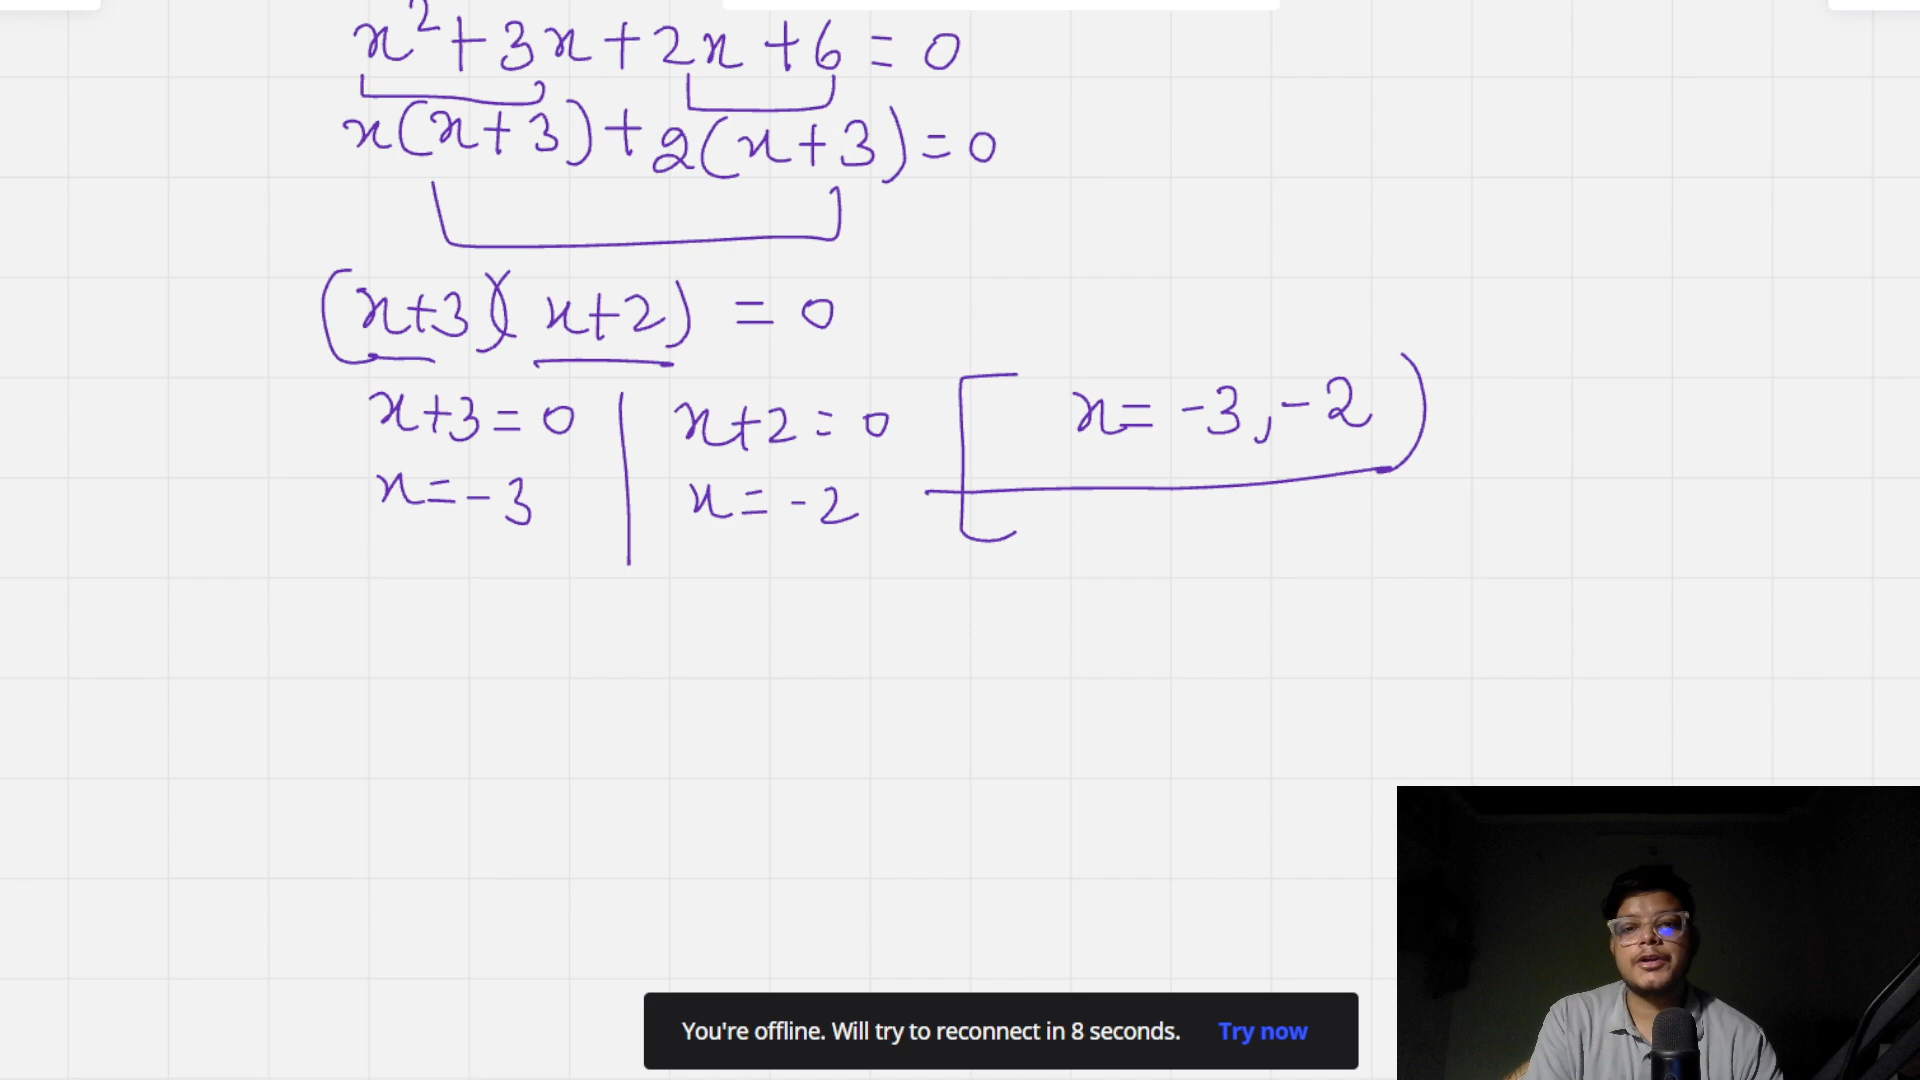 x² + 3x + 2x + 6 = 0
x(x+3) + 2(x+3) = 0
(x+3)(x+2) = 0
x+3 = 0
x = -3
x+2 = 0
x = -2
x = -3, -2
You're offline. Will try to reconnect in 8 seconds. Try now